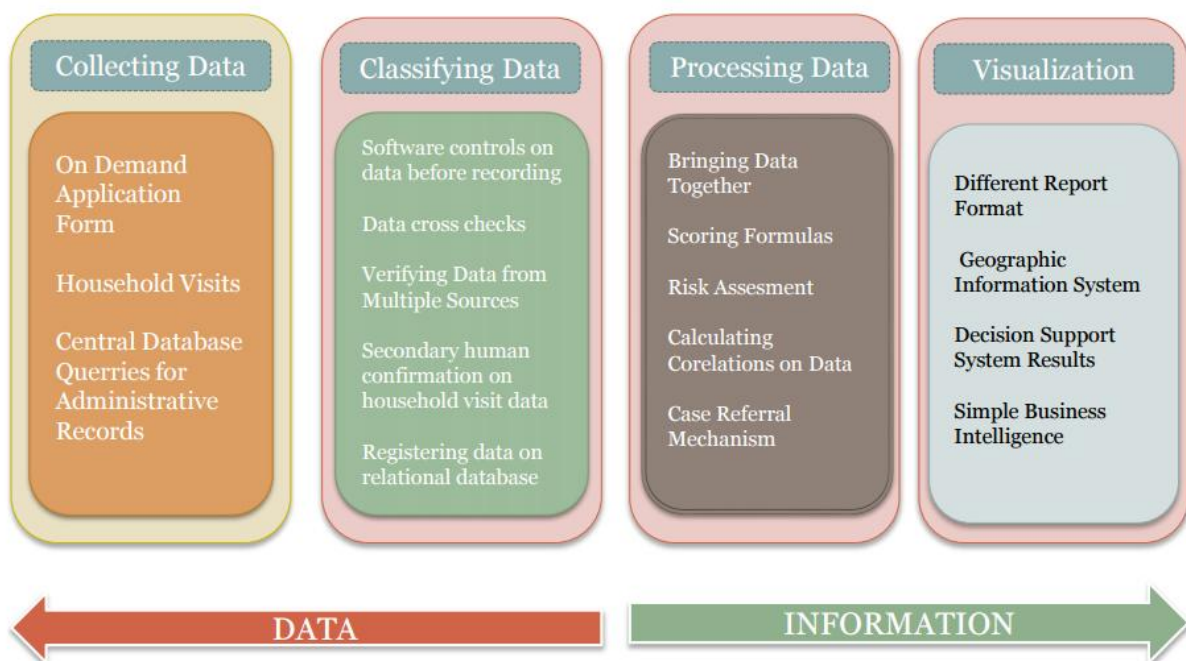 Collecting Data
On Demand
Application
Form
Household Visits
Central Database
Querries for
Administrative
Records
Classifying Data
Software controls on
data before recording
Data cross checks
Verifying Data from
Multiple Sources
Secondary human
confirmation on
household visit data
Registering data on
relational database
Processing Data
Bringing Data
Together
Scoring Formulas
Risk Assesment
Calculating
Corelations on Data
Case Referral
Mechanism
Visualization
Different Report
Format
Geographic
Information System
Decision Support
System Results
Simple Business
Intelligence
DATA
INFORMATION